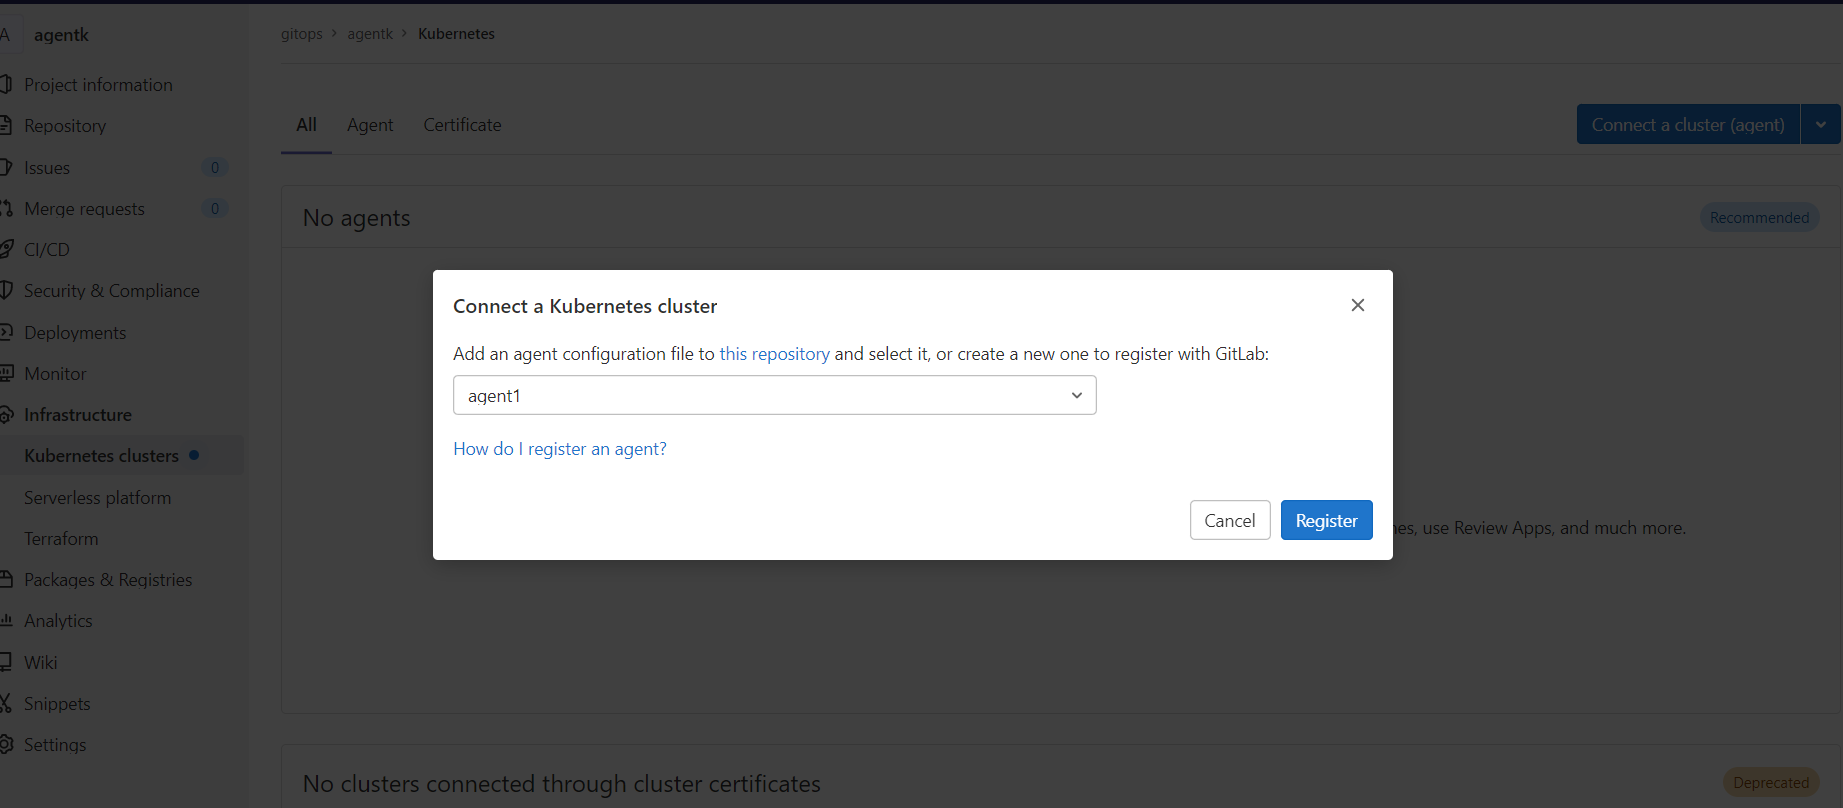 A agentk
gitops › agentk › Kubernetes
Project information
Repository
Issues 0
Merge requests 0
CI/CD
Security & Compliance
Deployments
Monitor
Infrastructure
Kubernetes clusters
Serverless platform
Terraform
Packages & Registries
Analytics
Wiki
Snippets
Settings
All Agent Certificate
Connect a cluster (agent)
No agents
Recommended
Connect a Kubernetes cluster
Add an agent configuration file to this repository and select it, or create a new one to register with GitLab:
agent1
How do I register an agent?
Cancel Register
use Review Apps, and much more.
No clusters connected through cluster certificates
Deprecated